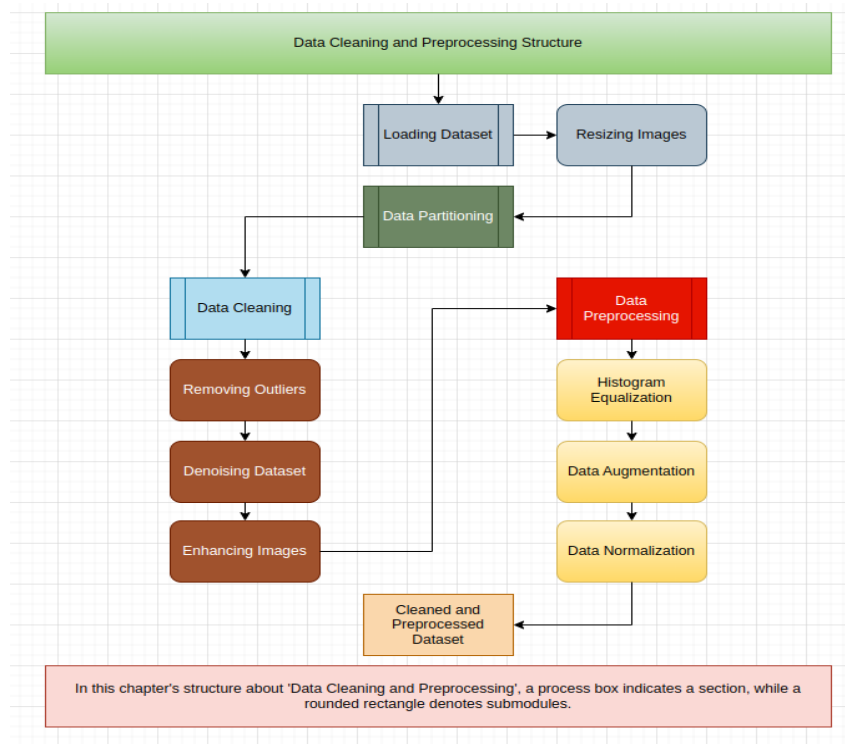 Data Cleaning and Preprocessing Structure
Loading Dataset
Resizing Images
Data Partitioning
Data Cleaning
Removing Outliers
Denoising Dataset
Enhancing Images
Data
Preprocessing
Histogram
Equalization
Data Augmentation
Data Normalization
Cleaned and
Preprocessed
Dataset
In this chapter's structure about 'Data Cleaning and Preprocessing', a process box indicates a section, while a
rounded rectangle denotes submodules.